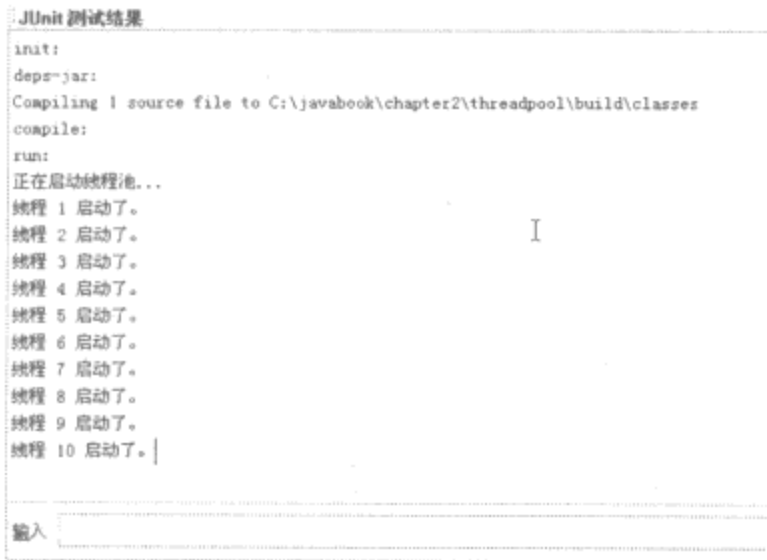 JUnit 测试结果
init:
deps-jar:
Compiling 1 source file to C:\javabook\chapter2\threadpool\build\classes
compile:
run:
正在启动线程池...
线程 1 启动了。
线程 2 启动了。
线程 3 启动了。
线程 4 启动了。
线程 5 启动了。
线程 6 启动了。
线程 7 启动了。
线程 8 启动了。
线程 9 启动了。
线程 10 启动了。
输入